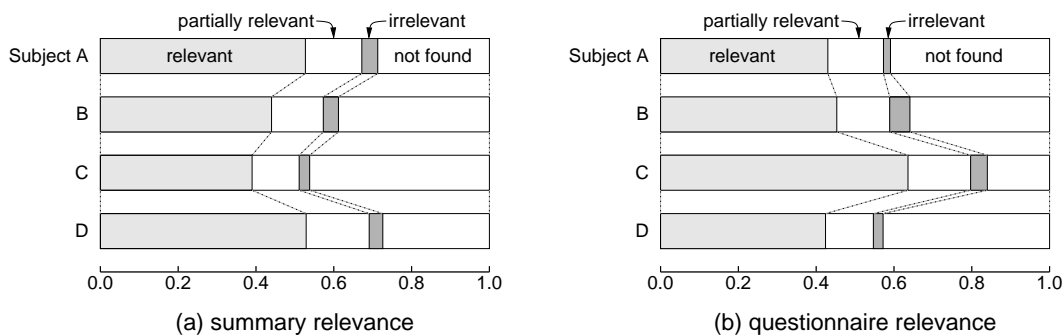 partially relevant irrelevant
Subject A relevant not found
B
C
D
0.0 0.2 0.4 0.6 0.8 1.0
(a) summary relevance
partially relevant irrelevant
Subject A relevant not found
B
C
D
0.0 0.2 0.4 0.6 0.8 1.0
(b) questionnaire relevance